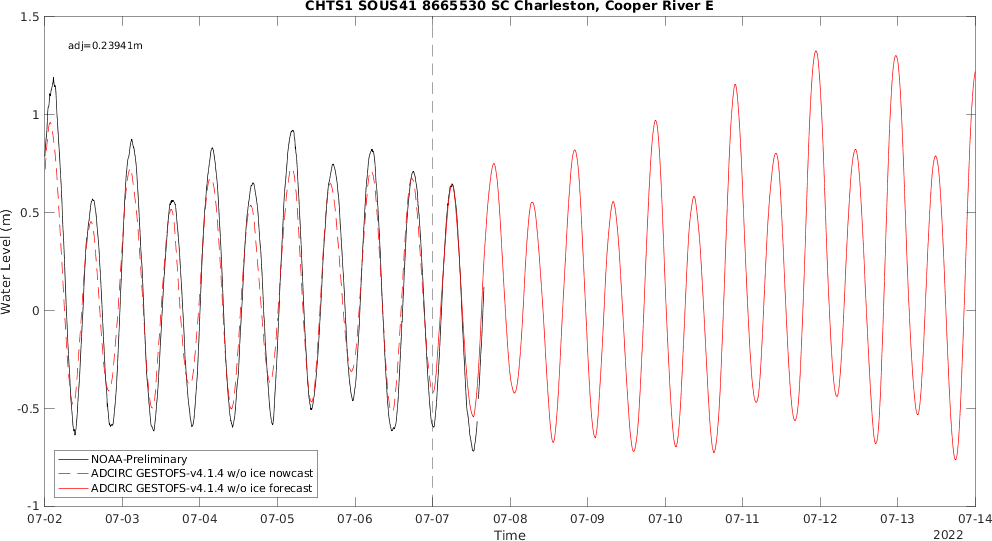 CHTS1 SOUS41 8665530 SC Charleston, Cooper River E
adj=0.23941m
1.5
1
0.5
0
-0.5
-1
Water Level (m)
NOAA-Preliminary
ADCIRC GESTOFS-v4.1.4 w/o ice nowcast
ADCIRC GESTOFS-v4.1.4 w/o ice forecast
07-02 07-03 07-04 07-05 07-06 07-07 07-08 07-09 07-10 07-11 07-12 07-13 07-14
Time
2022